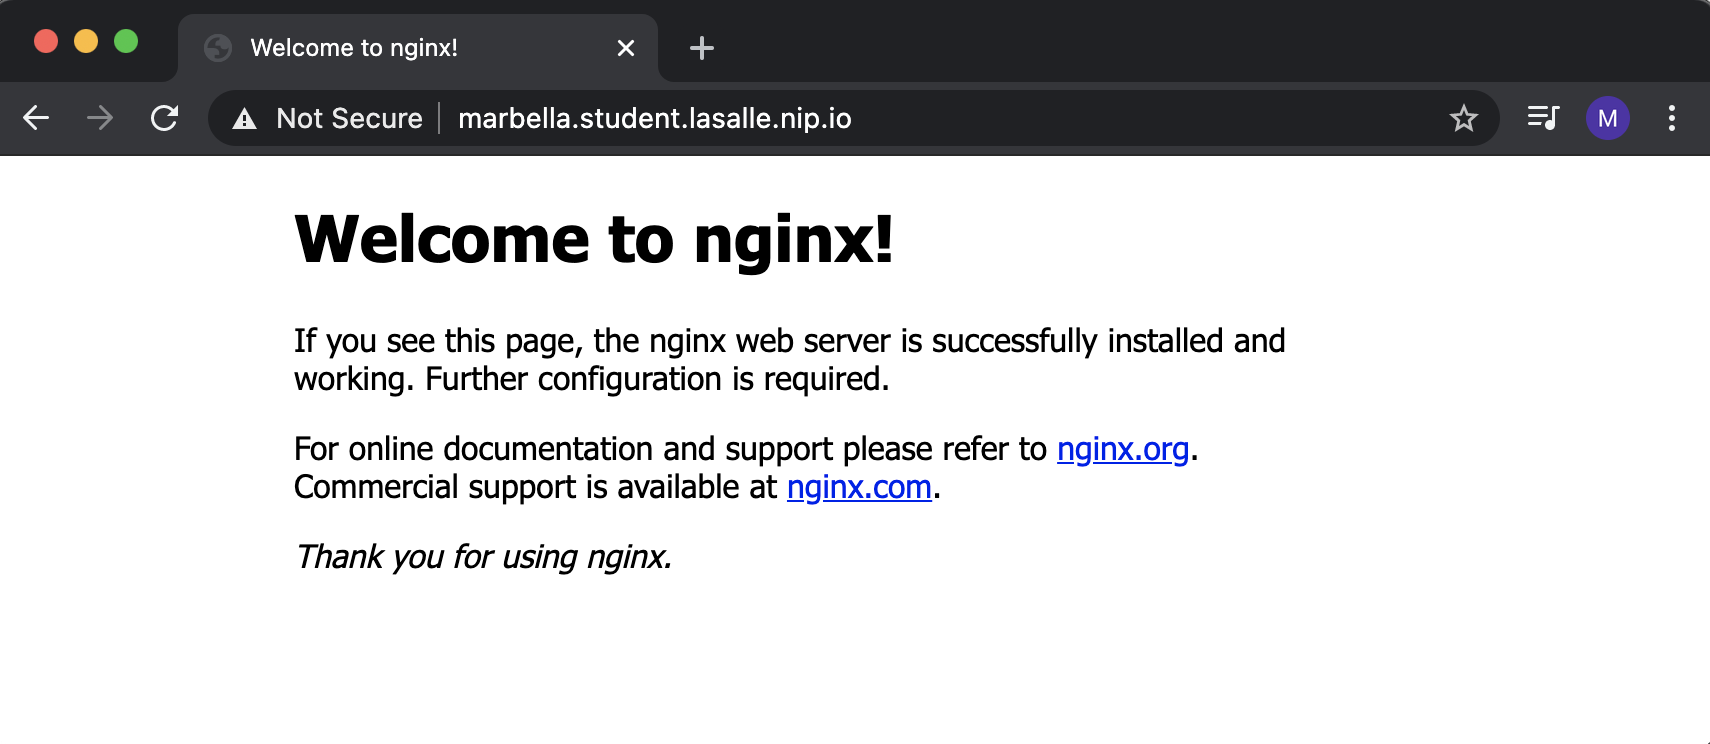 Welcome to nginx!
Not Secure marbella.student.lasalle.nip.io M
Welcome to nginx!
If you see this page, the nginx web server is successfully installed and
working. Further configuration is required.
For online documentation and support please refer to nginx.org.
Commercial support is available at nginx.com.
Thank you for using nginx.